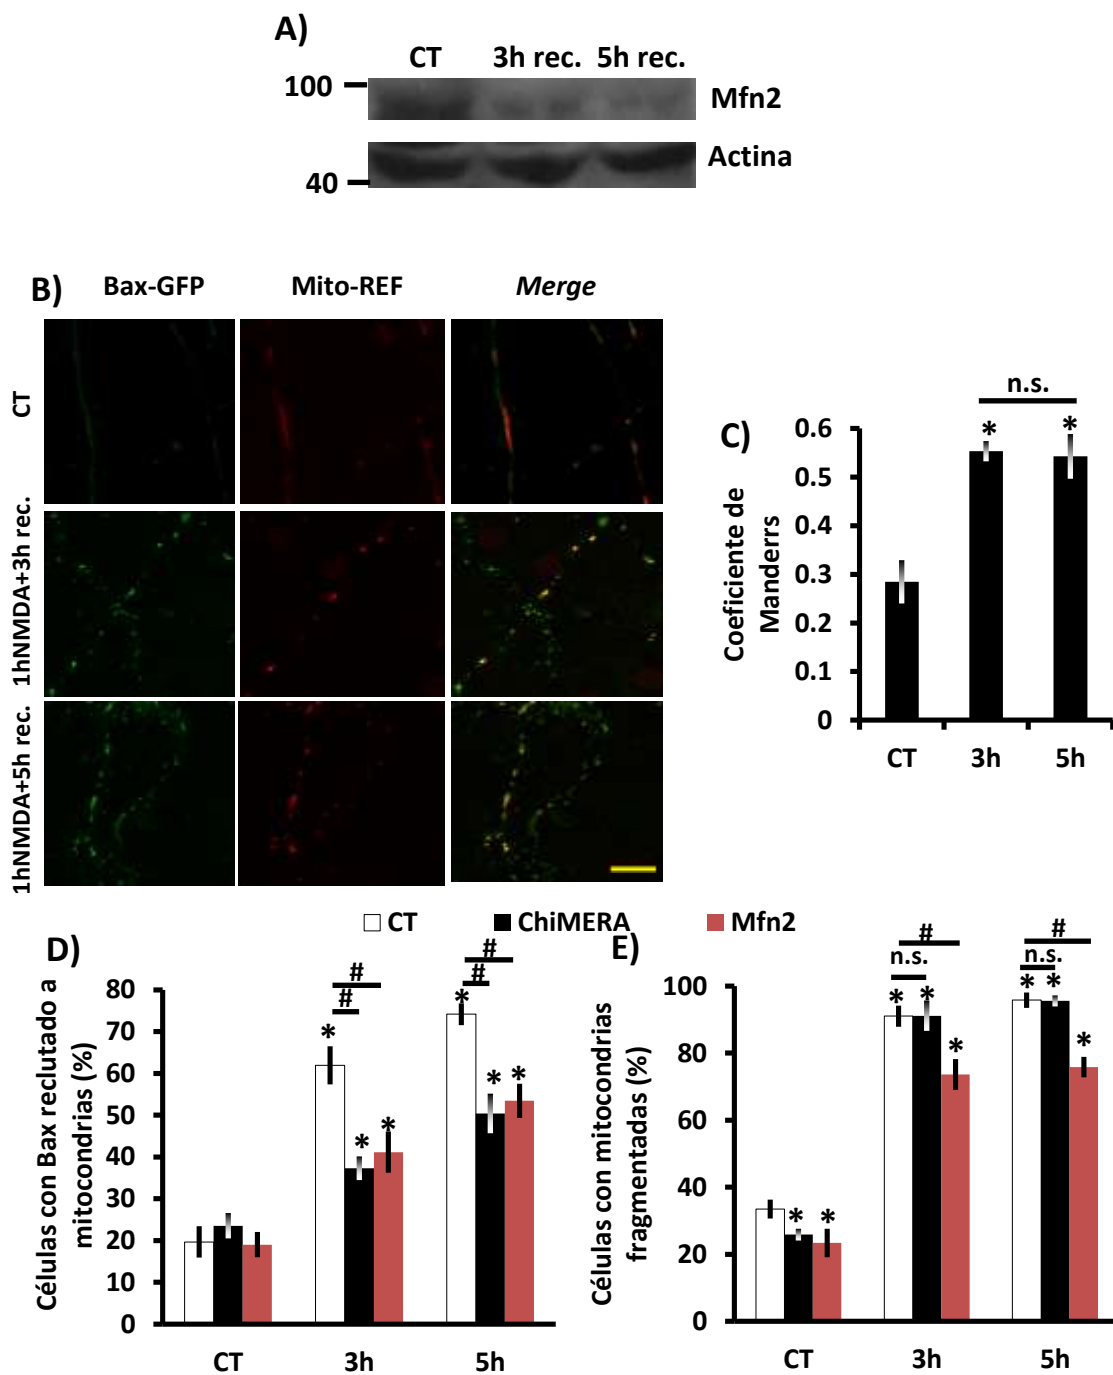 A)
CT 3h rec. 5h rec.
100
Mfn2
Actina
40
B)
Bax-GFP Mito-REF Merge
CT
1hNMDA+3h rec.
1hNMDA+5h rec.
C)
n.s.
* *
Coeficiente de
Manderrs
0.6
0.5
0.4
0.3
0.2
0.1
0
CT 3h 5h
CT ChiMERA Mfn2
D)
Células con Bax reclutado a
mitocondrias (%)
80
70
60
50
40
30
20
10
0
# #
# #
* * *
* * *
CT 3h 5h
E)
Células con mitocondrias
fragmentadas (%)
100
80
60
40
20
0
# #
n.s. n.s.
* *
* * *
* * *
CT 3h 5h